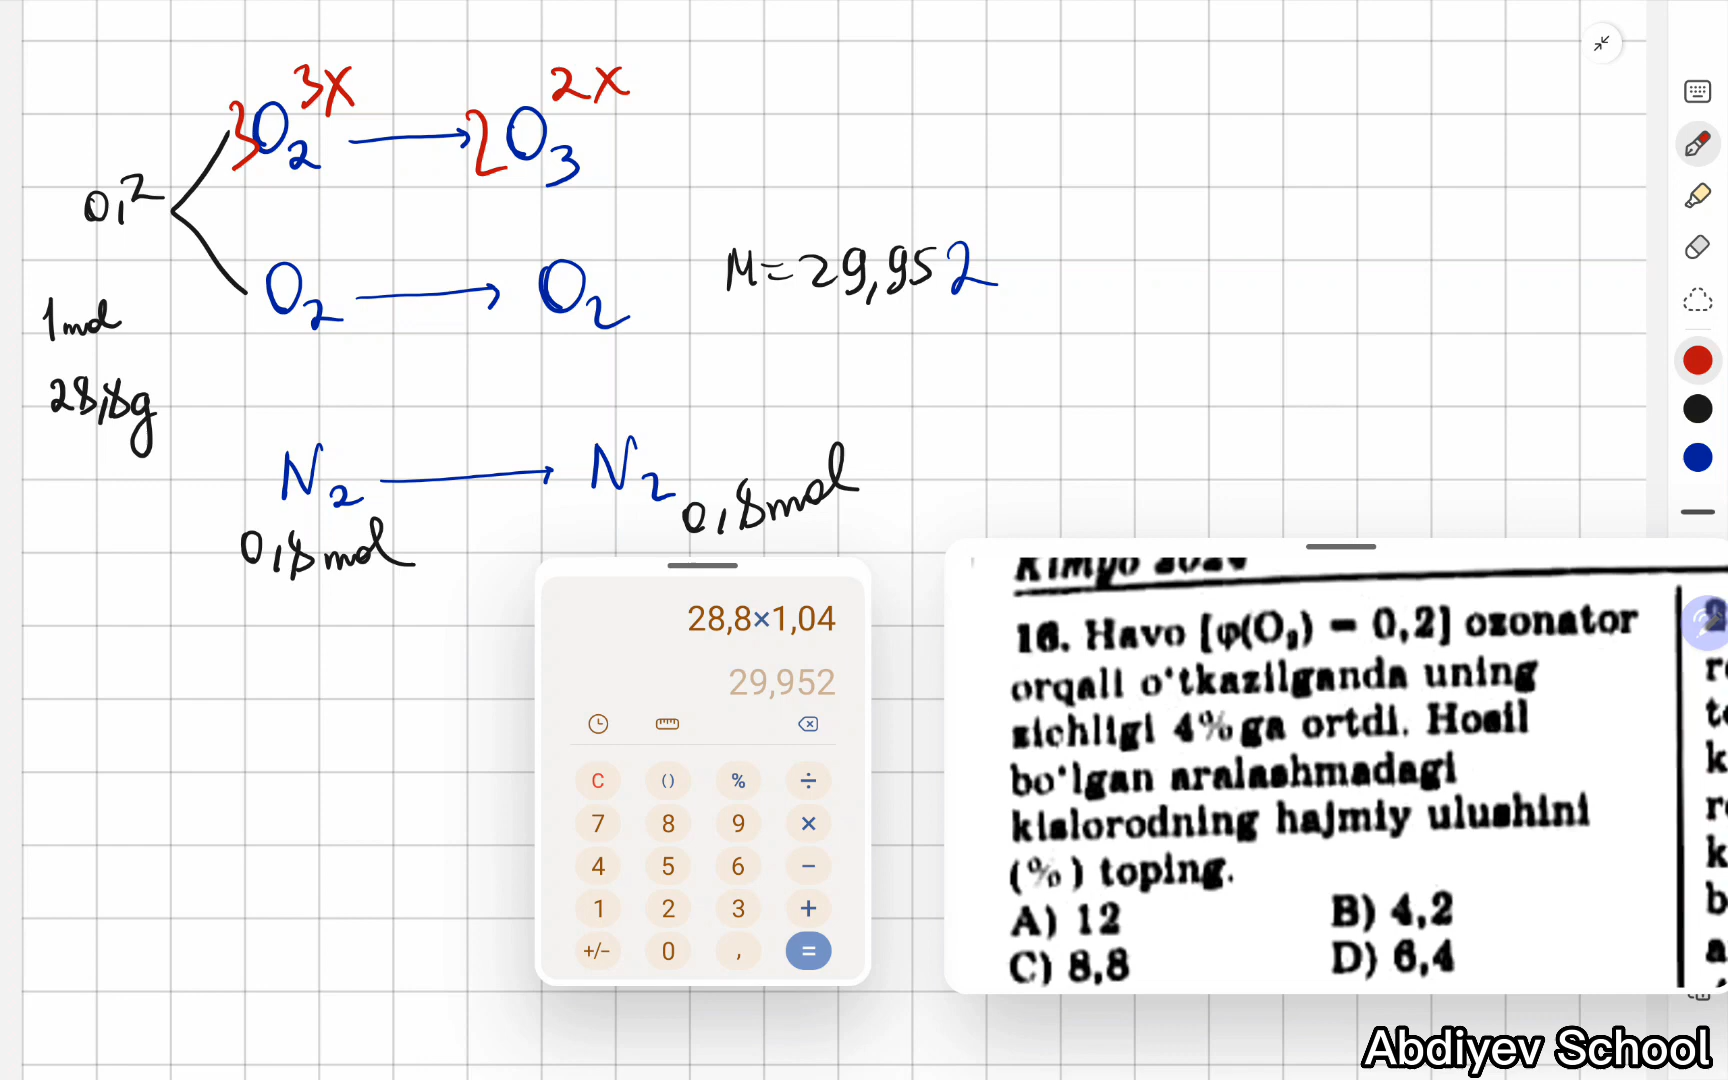 3X
2X
3O2 → 2O3
0,2
O2 → O2
M=29,952
1mol
28,8g
N2 → N2
0,8mol
0,8mol
28,8×1,04
29,952
C () % ÷
7 8 9 ×
4 5 6 −
1 2 3 +
+/− 0 , =
Kimyo 2024
16. Havo [φ(O₂) = 0,2] ozonator
orqali o‘tkazilganda uning
zichligi 4% ga ortdi. Hosil
bo‘lgan aralashmadagi
kislorodning hajmiy ulushini
(%) toping.
A) 12 B) 4,2
C) 8,8 D) 6,4
Abdiyev School